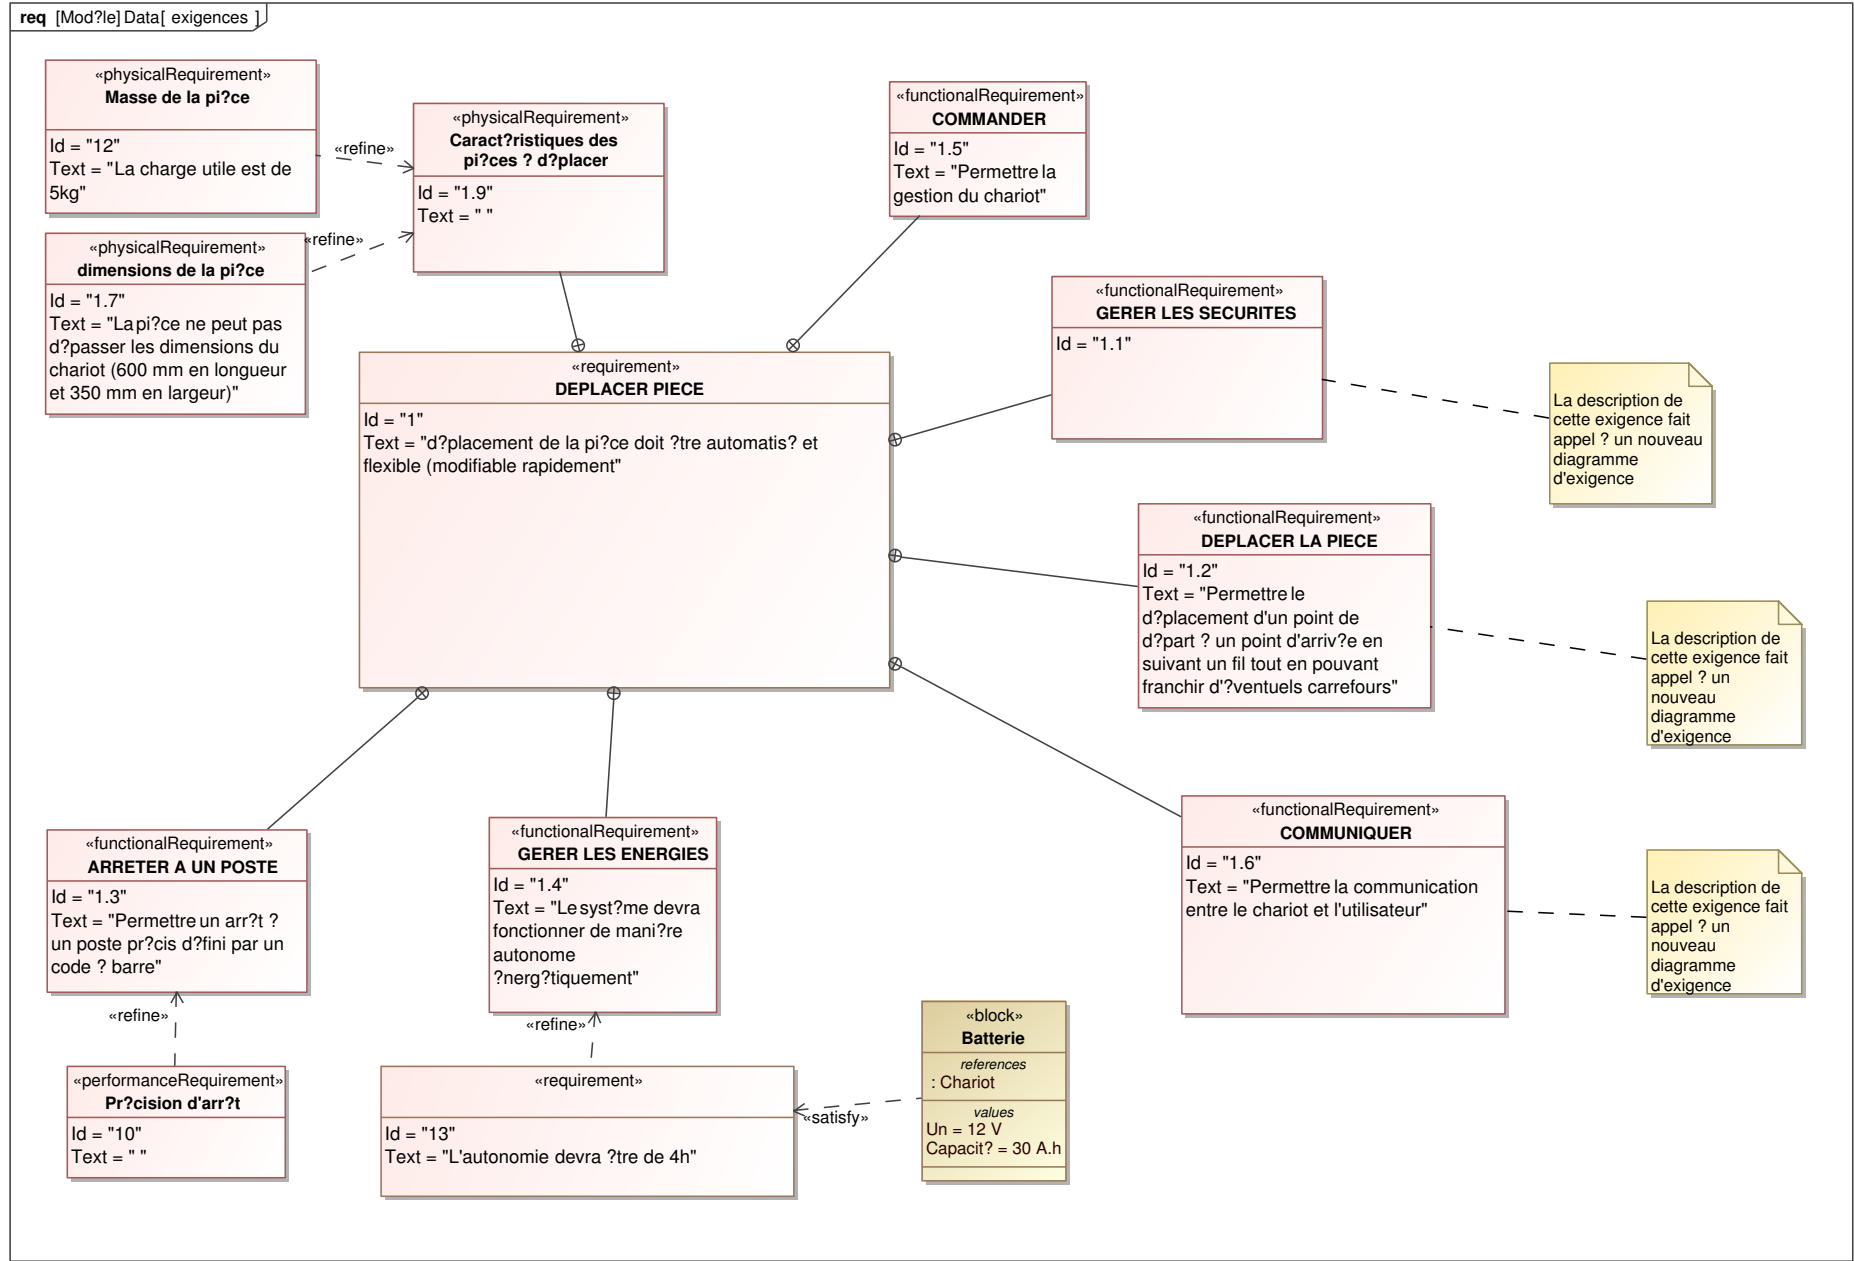 req [Mod?le] Data[ exigences ]
«physicalRequirement»
Masse de la pi?ce
Id = "12"
Text = "La charge utile est de
5kg"
«refine»
«physicalRequirement»
Caract?ristiques des
pi?ces ? d?placer
Id = "1.9"
Text = " "
«functionalRequirement»
COMMANDER
Id = "1.5"
Text = "Permettre la
gestion du chariot"
«physicalRequirement»
dimensions de la pi?ce
Id = "1.7"
Text = "La pi?ce ne peut pas
d?passer les dimensions du
chariot (600 mm en longueur
et 350 mm en largeur)"
«refine»
«functionalRequirement»
GERER LES SECURITES
Id = "1.1"
La description de
cette exigence fait
appel ? un nouveau
diagramme
d'exigence
«requirement»
DEPLACER PIECE
Id = "1"
Text = "d?placement de la pi?ce doit ?tre automatis? et
flexible (modifiable rapidement"
«functionalRequirement»
DEPLACER LA PIECE
Id = "1.2"
Text = "Permettre le
d?placement d'un point de
d?part ? un point d'arriv?e en
suivant un fil tout en pouvant
franchir d'?ventuels carrefours"
La description de
cette exigence fait
appel ? un
nouveau
diagramme
d'exigence
«functionalRequirement»
ARRETER A UN POSTE
Id = "1.3"
Text = "Permettre un arr?t ?
un poste pr?cis d?fini par un
code ? barre"
«functionalRequirement»
GERER LES ENERGIES
Id = "1.4"
Text = "Le syst?me devra
fonctionner de mani?re
autonome
?nerg?tiquement"
«functionalRequirement»
COMMUNIQUER
Id = "1.6"
Text = "Permettre la communication
entre le chariot et l'utilisateur"
La description de
cette exigence fait
appel ? un
nouveau
diagramme
d'exigence
«refine»
«performanceRequirement»
Pr?cision d'arr?t
Id = "10"
Text = " "
«refine»
«requirement»
Id = "13"
Text = "L'autonomie devra ?tre de 4h"
«satisfy»
«block»
Batterie
references
: Chariot
values
Un = 12 V
Capacit? = 30 A.h